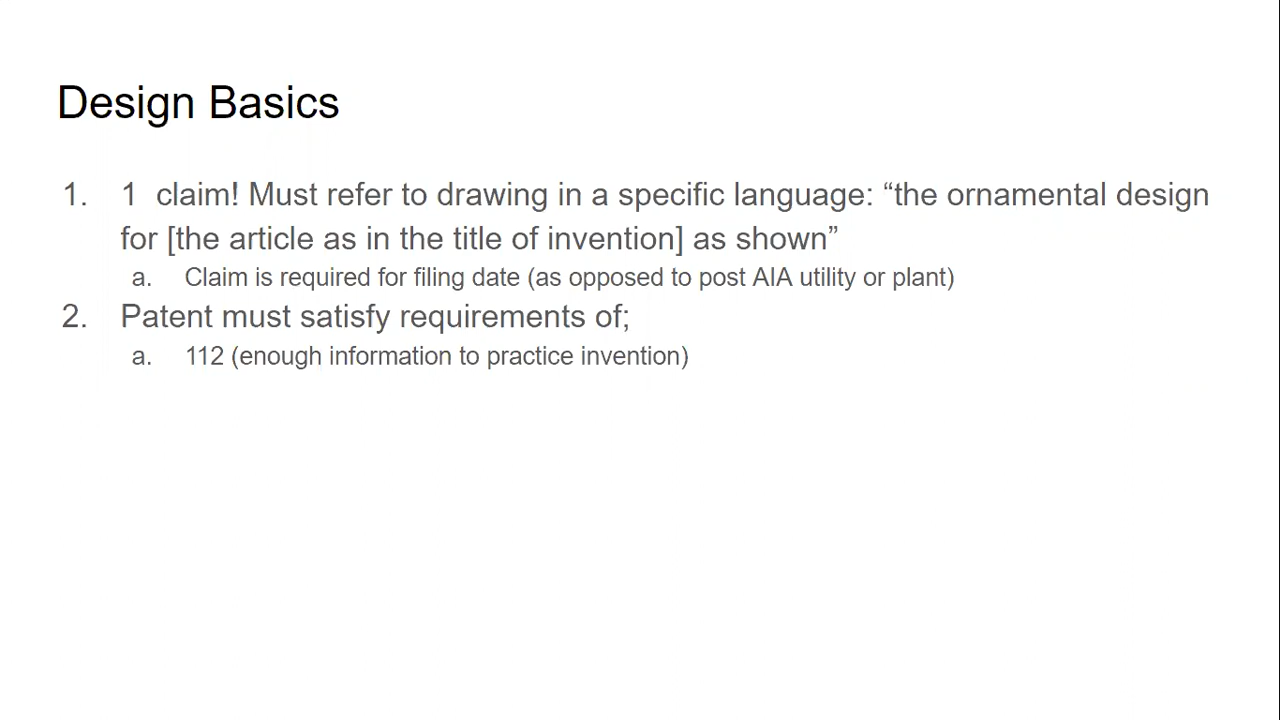 Design Basics
1. 1 claim! Must refer to drawing in a specific language: “the ornamental design
for [the article as in the title of invention] as shown”
a. Claim is required for filing date (as opposed to post AIA utility or plant)
2. Patent must satisfy requirements of;
a. 112 (enough information to practice invention)